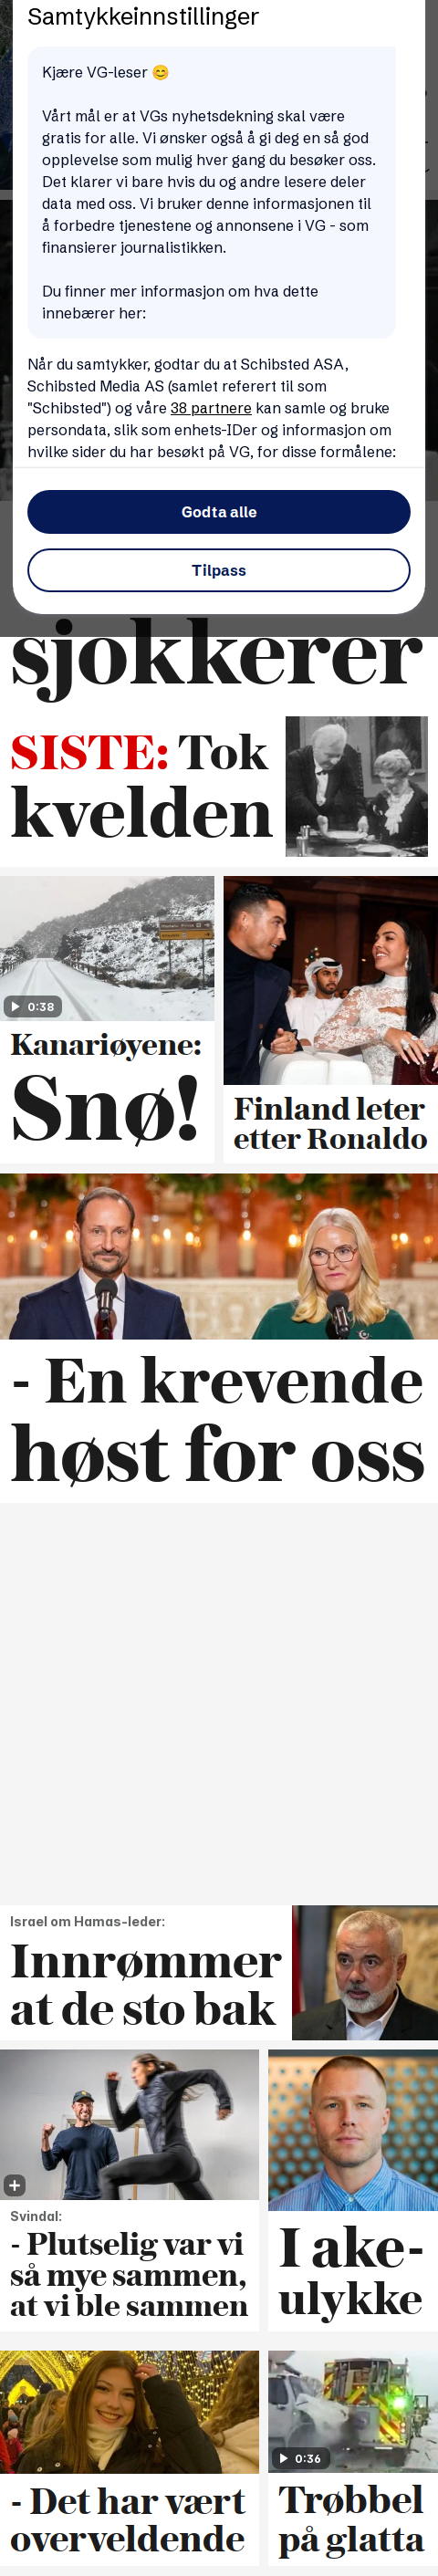 Samtykkeinnstillinger
Kjære VG-leser 😊
Vårt mål er at VGs nyhetsdekning skal være
gratis for alle. Vi ønsker også å gi deg en så god
opplevelse som mulig hver gang du besøker oss.
Det klarer vi bare hvis du og andre lesere deler
data med oss. Vi bruker denne informasjonen til
å forbedre tjenestene og annonsene i VG - som
finansierer journalistikken.
Du finner mer informasjon om hva dette
innebærer her:
Når du samtykker, godtar du at Schibsted ASA,
Schibsted Media AS (samlet referert til som
"Schibsted") og våre 38 partnere kan samle og bruke
persondata, slik som enhets-IDer og informasjon om
hvilke sider du har besøkt på VG, for disse formålene:
Godta alle
Tilpass
sjokkerer
SISTE: Tok
kvelden
0:38
Kanariøyene:
Snø!
Finland leter
etter Ronaldo
- En krevende
høst for oss
Israel om Hamas-leder:
Innrømmer
at de sto bak
Svindal:
- Plutselig var vi
så mye sammen,
at vi ble sammen
I ake-
ulykke
- Det har vært
overveldende
0:36
Trøbbel
på glatta